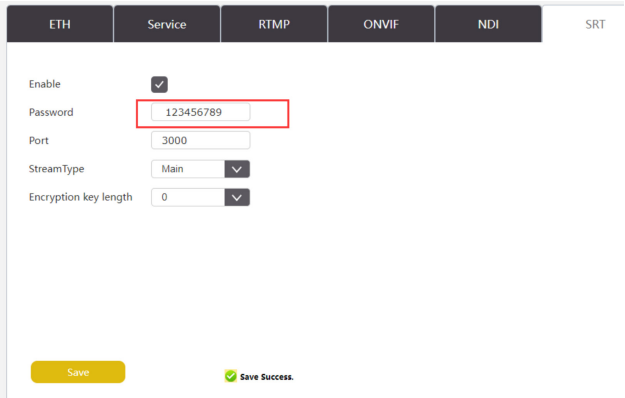 ETH Service RTMP ONVIF NDI SRT
Enable
Password 123456789
Port 3000
StreamType Main
Encryption key length 0
Save Save Success.